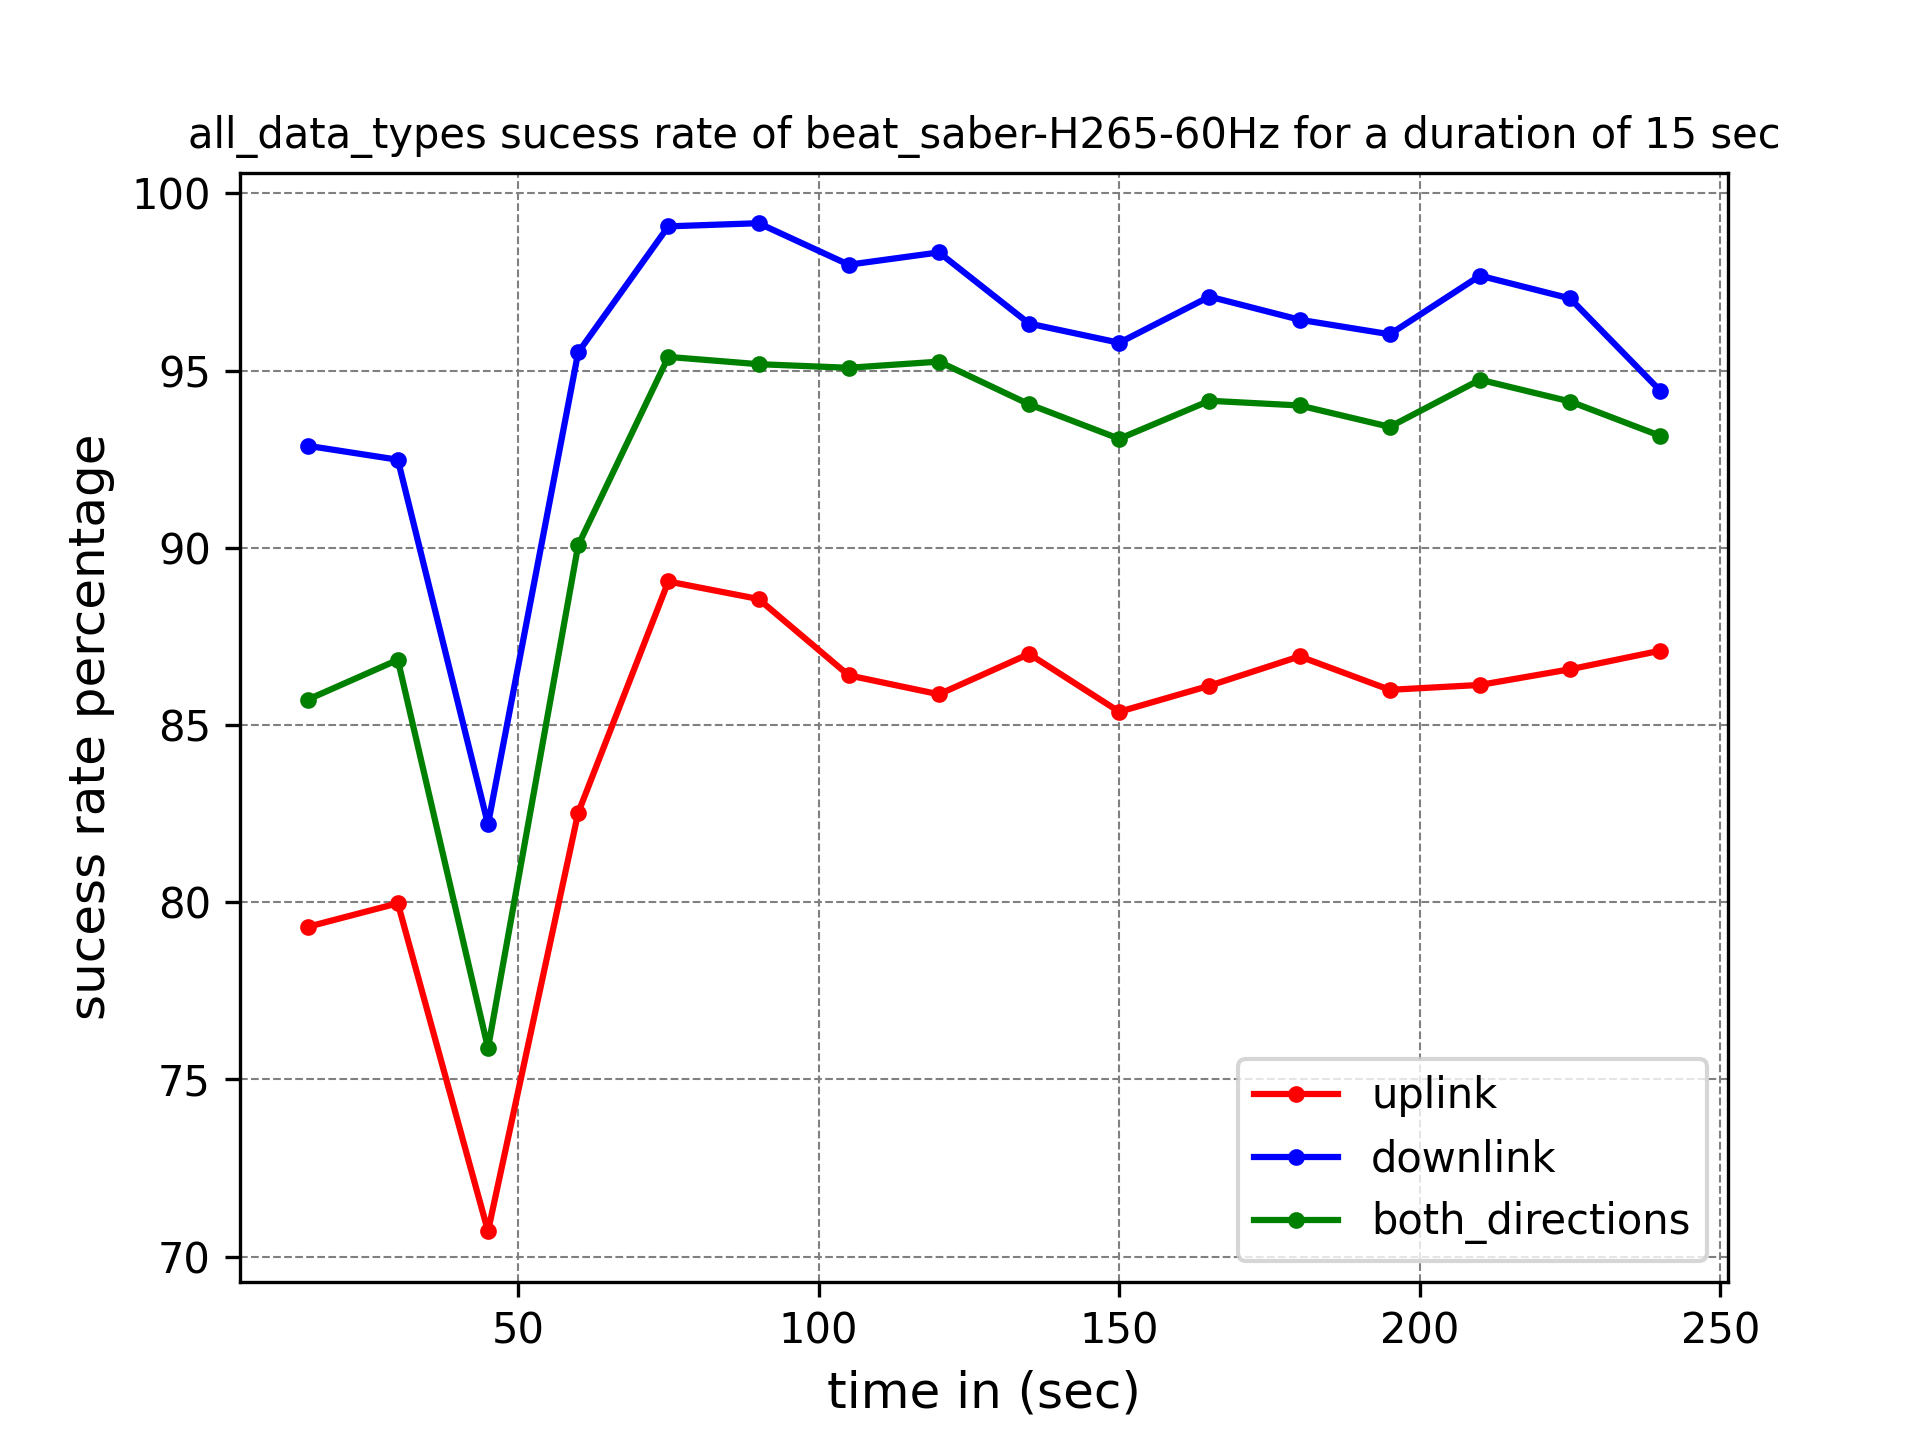 all_data_types sucess rate of beat_saber-H265-60Hz for a duration of 15 sec
100
95
90
85
80
75
70
sucess rate percentage
uplink
downlink
both_directions
50 100 150 200 250
time in (sec)